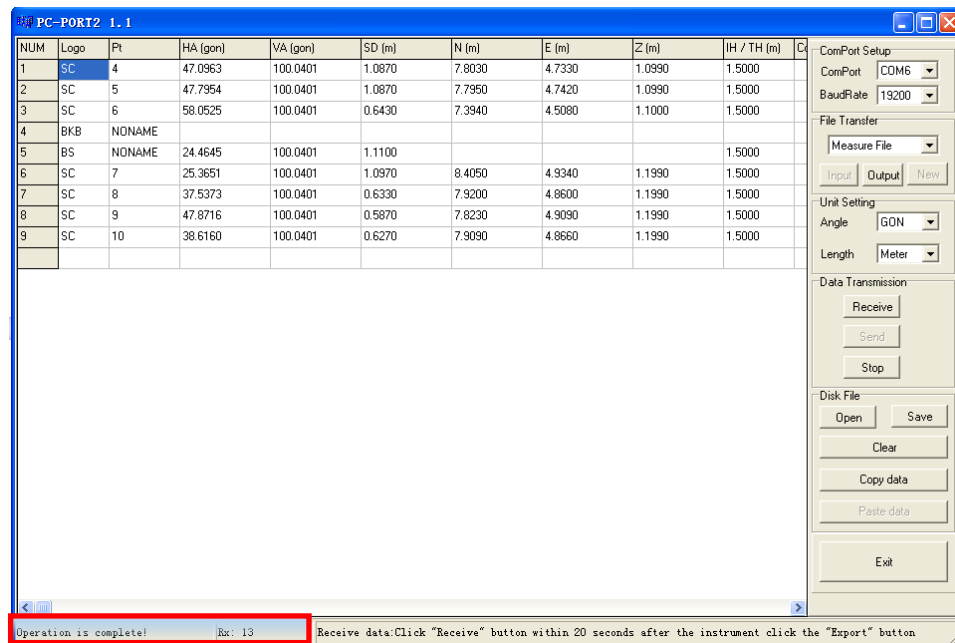 PC-PORT2 1.1
NUM Logo Pt HA (gon) VA (gon) SD (m) N (m) E (m) Z (m) IH / TH (m) Co
1 SC 4 47.0963 100.0401 1.0870 7.8030 4.7330 1.0990 1.5000
2 SC 5 47.7954 100.0401 1.0870 7.7950 4.7420 1.0990 1.5000
3 SC 6 58.0525 100.0401 0.6430 7.3940 4.5080 1.1000 1.5000
4 BKB NONAME
5 BS NONAME 24.4645 100.0401 1.1100 1.5000
6 SC 7 25.3651 100.0401 1.0970 8.4050 4.9340 1.1990 1.5000
7 SC 8 37.5373 100.0401 0.6330 7.9200 4.8600 1.1990 1.5000
8 SC 9 47.8716 100.0401 0.5870 7.8230 4.9090 1.1990 1.5000
9 SC 10 38.6160 100.0401 0.6270 7.9090 4.8660 1.1990 1.5000
ComPort Setup
ComPort COM6
BaudRate 19200
File Transfer
Measure File
Input Output New
Unit Setting
Angle GON
Length Meter
Data Transmission
Receive
Send
Stop
Disk File
Open Save
Clear
Copy data
Paste data
Exit
Operation is complete! Rx: 13 Receive data:Click "Receive" button within 20 seconds after the instrument click the "Export" button